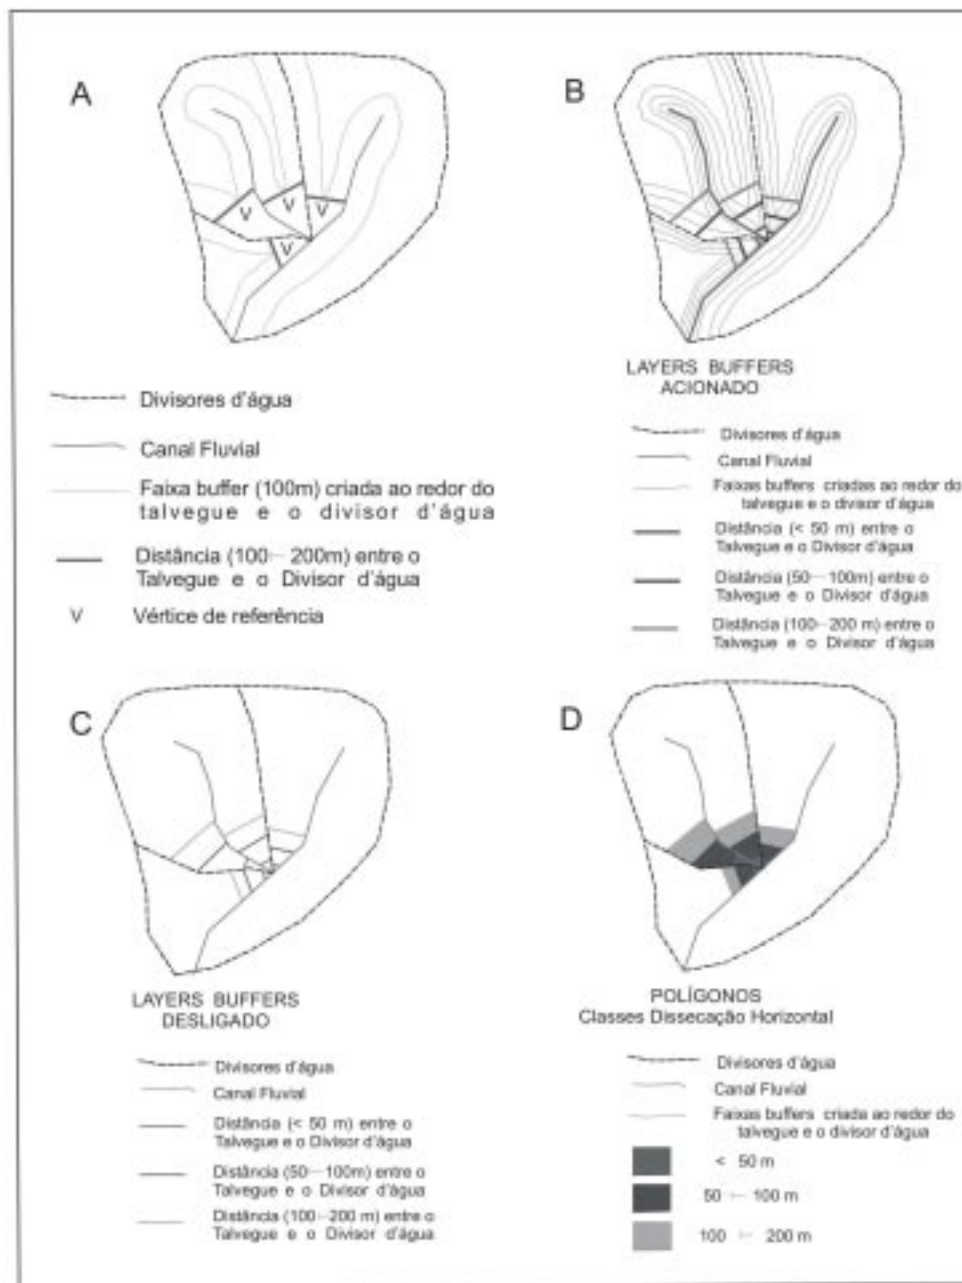 A
Divisores d'água
Canal Fluvial
Faixa buffer (100m) criada ao redor do
talvegue e o divisor d'água
Distância (100 ⊢ 200m) entre o
Talvegue e o Divisor d'água
V Vértice de referência
V
V
V
V
B
LAYERS BUFFERS
ACIONADO
Divisores d'água
Canal Fluvial
Faixas buffers criadas ao redor do
talvegue e o divisor d'água
Distância (< 50 m) entre o
Talvegue e o Divisor d'água
Distância (50 ⊢ 100m) entre o
Talvegue e o Divisor d'água
Distância (100 ⊢ 200 m) entre o
Talvegue e o Divisor d'água
C
LAYERS BUFFERS
DESLIGADO
Divisores d'água
Canal Fluvial
Distância (< 50 m) entre o
Talvegue e o Divisor d'água
Distância (50 ⊢ 100m) entre o
Talvegue e o Divisor d'água
Distância (100 ⊢ 200 m) entre o
Talvegue e o Divisor d'água
D
POLÍGONOS
Classes Dissecação Horizontal
Divisores d'água
Canal Fluvial
Faixas buffers criada ao redor do
talvegue e o divisor d'água
< 50 m
50 ⊢ 100 m
100 ⊢ 200 m